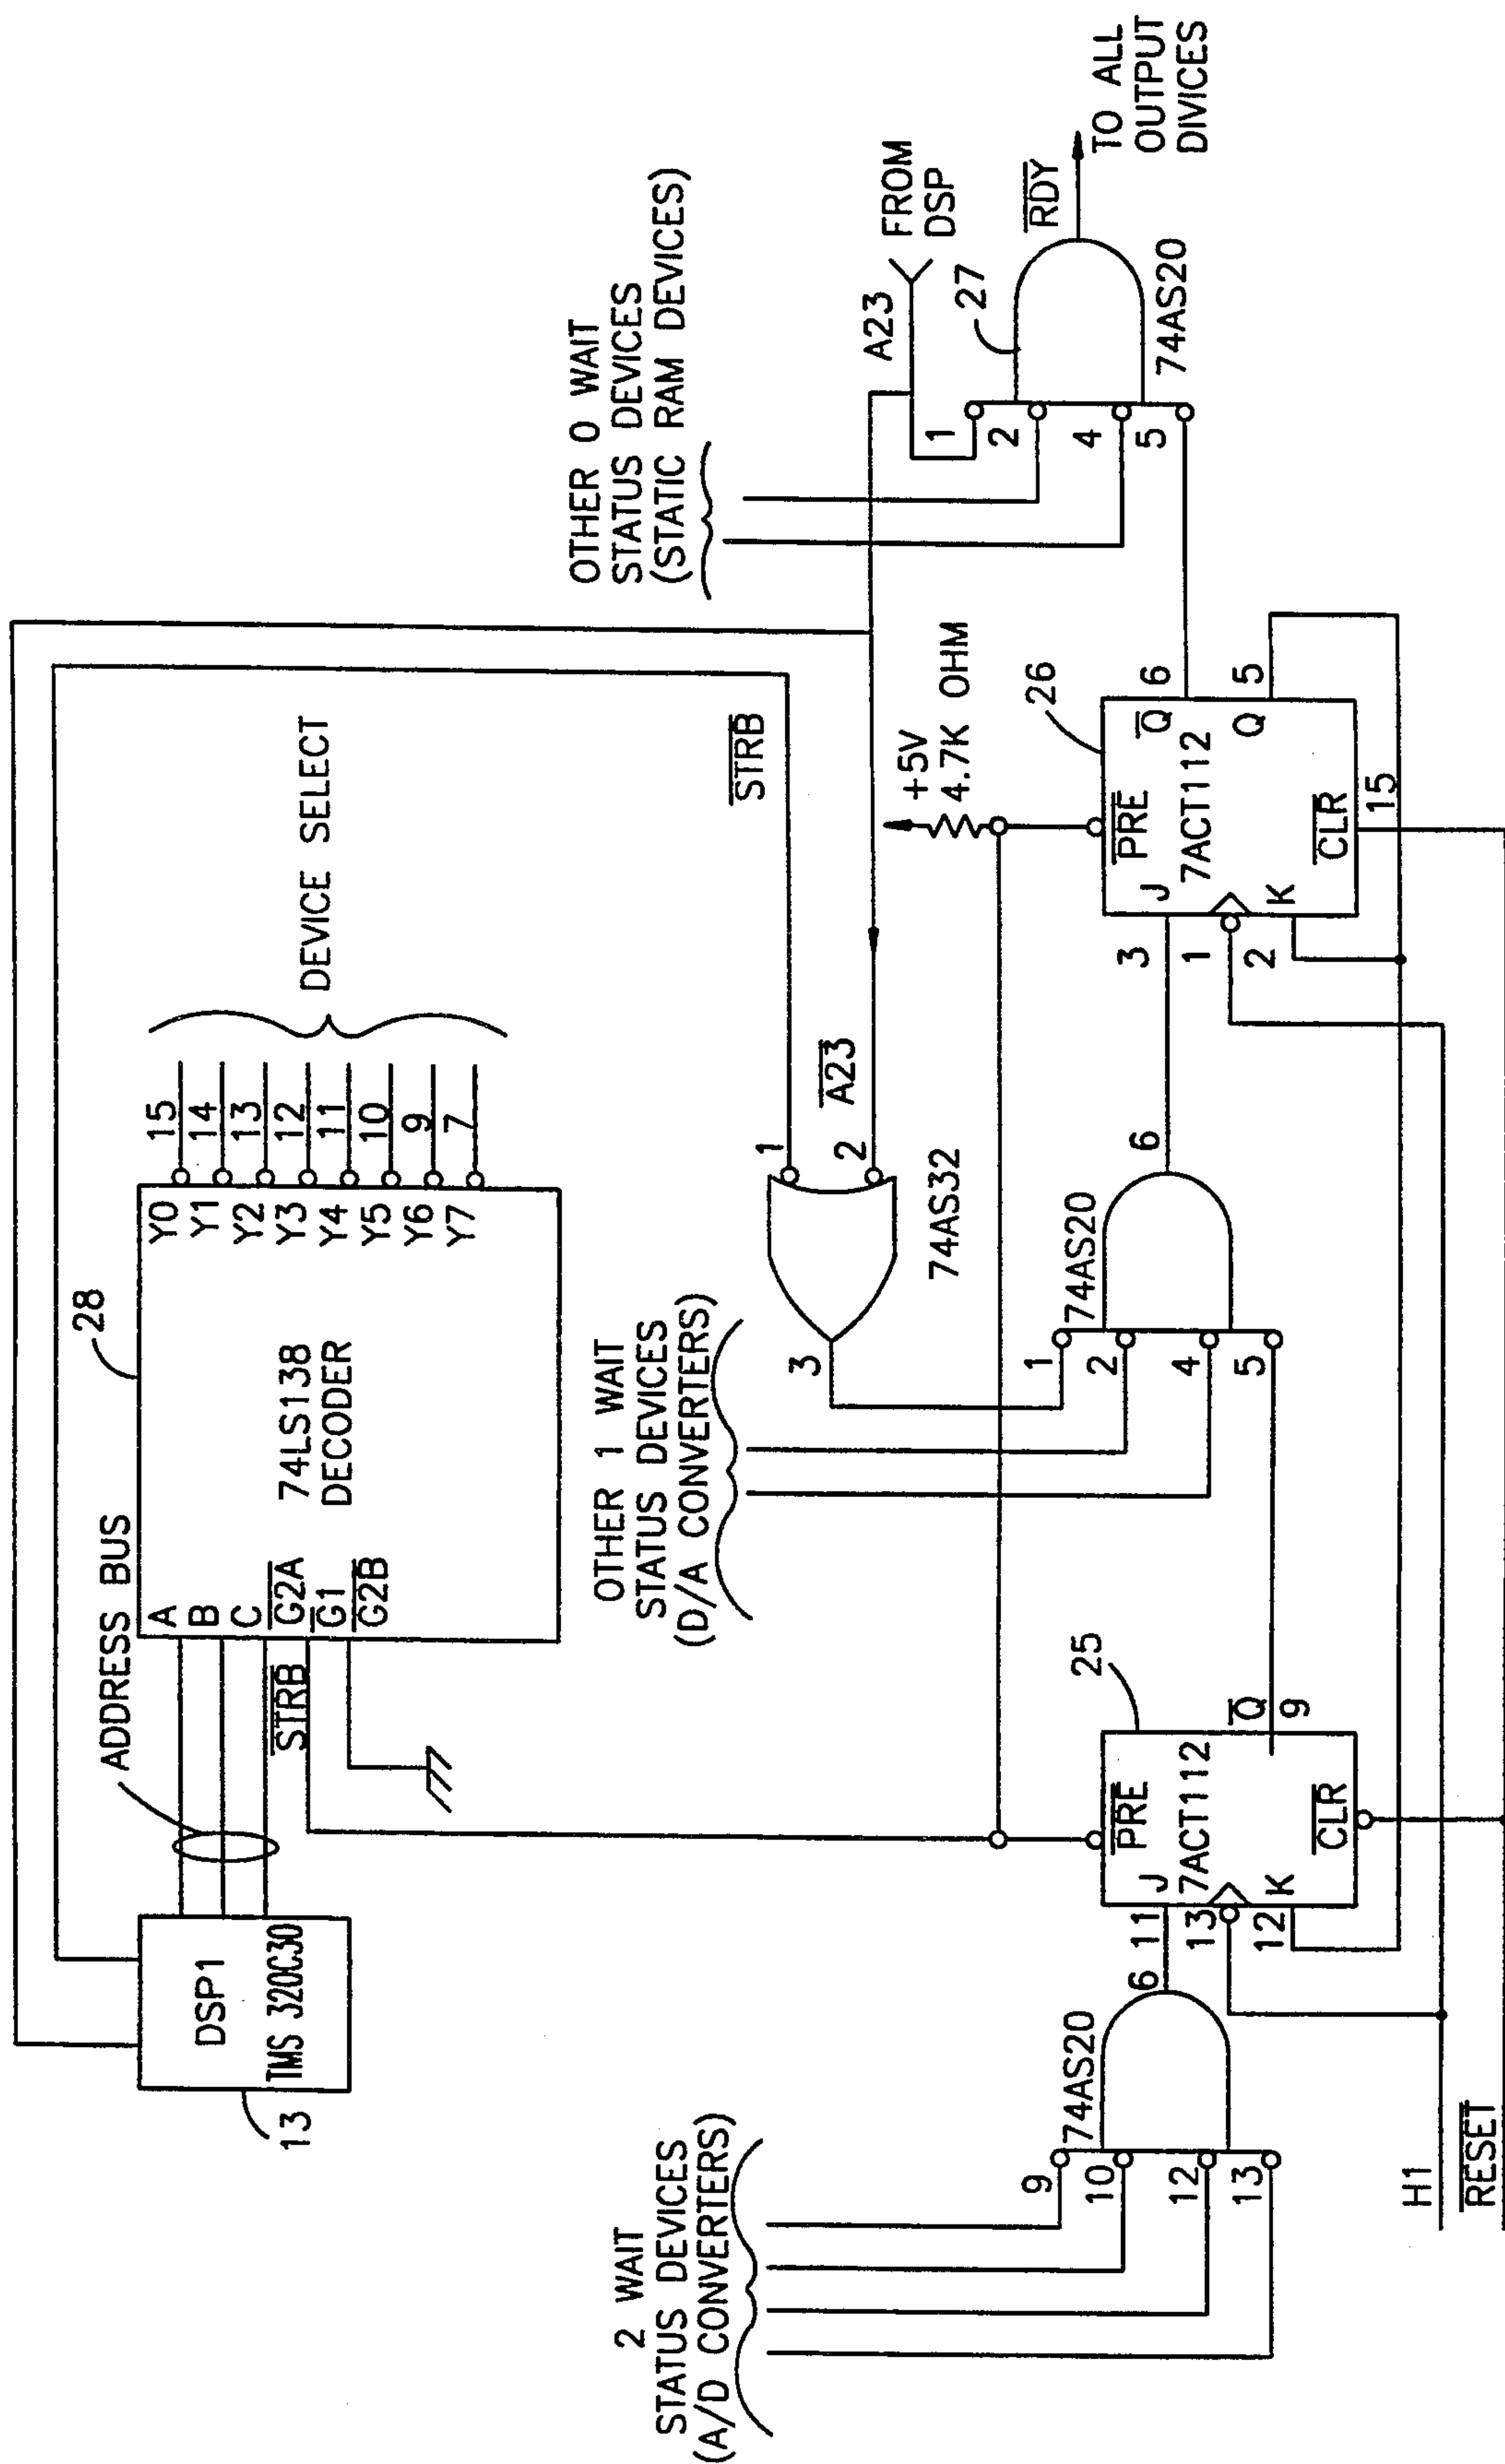 13
DSP1
TMS 320C30
ADDRESS BUS
STRB
28
A
B
C
G2A
G1
G2B
74LS138
DECODER
Y0
Y1
Y2
Y3
Y4
Y5
Y6
Y7
15
14
13
12
11
10
9
7
DEVICE SELECT
OTHER 0 WAIT
STATUS DEVICES
(STATIC RAM DEVICES)
STRB
A23
1
2
3
74AS32
A23
FROM
DSP
27
1
2
4
5
74AS20
RDY
TO ALL
OUTPUT
DIVICES
+5V
4.7K OHM
OTHER 1 WAIT
STATUS DEVICES
(D/A CONVERTERS)
1
2
4
5
74AS20
6
2 WAIT
STATUS DEVICES
(A/D CONVERTERS)
9
10
12
13
74AS20
6
11
13
12
25
J
K
PRE
7ACT112
CLR
Q
9
3
1
2
26
J
K
PRE
7ACT112
CLR
15
Q
6
Q
5
H1
RESET